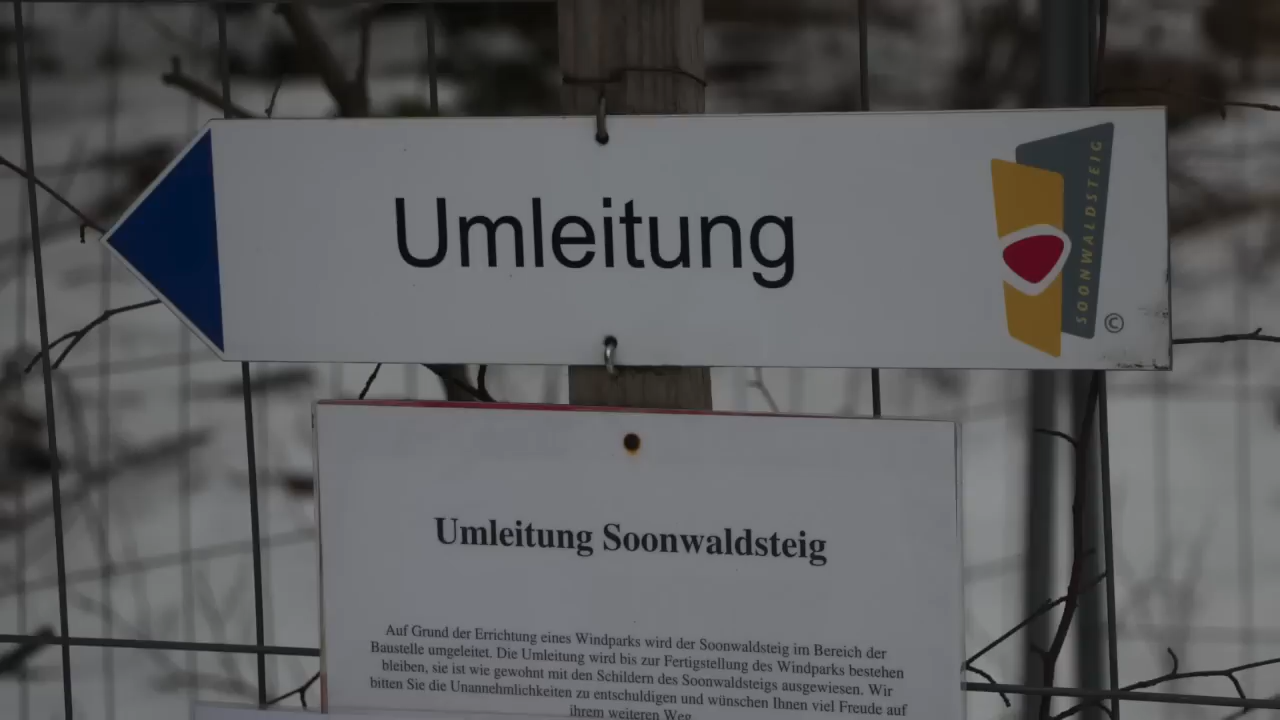 Umleitung
SOONWALDSTEIG
©
Umleitung Soonwaldsteig
Auf Grund der Errichtung eines Windparks wird der Soonwaldsteig im Bereich der
Baustelle umgeleitet. Die Umleitung wird bis zur Fertigstellung des Windparks bestehen
bleiben, sie ist wie gewohnt mit den Schildern des Soonwaldsteigs ausgewiesen. Wir
bitten Sie die Unannehmlichkeiten zu entschuldigen und wünschen Ihnen viel Freude auf
ihrem weiteren Weg